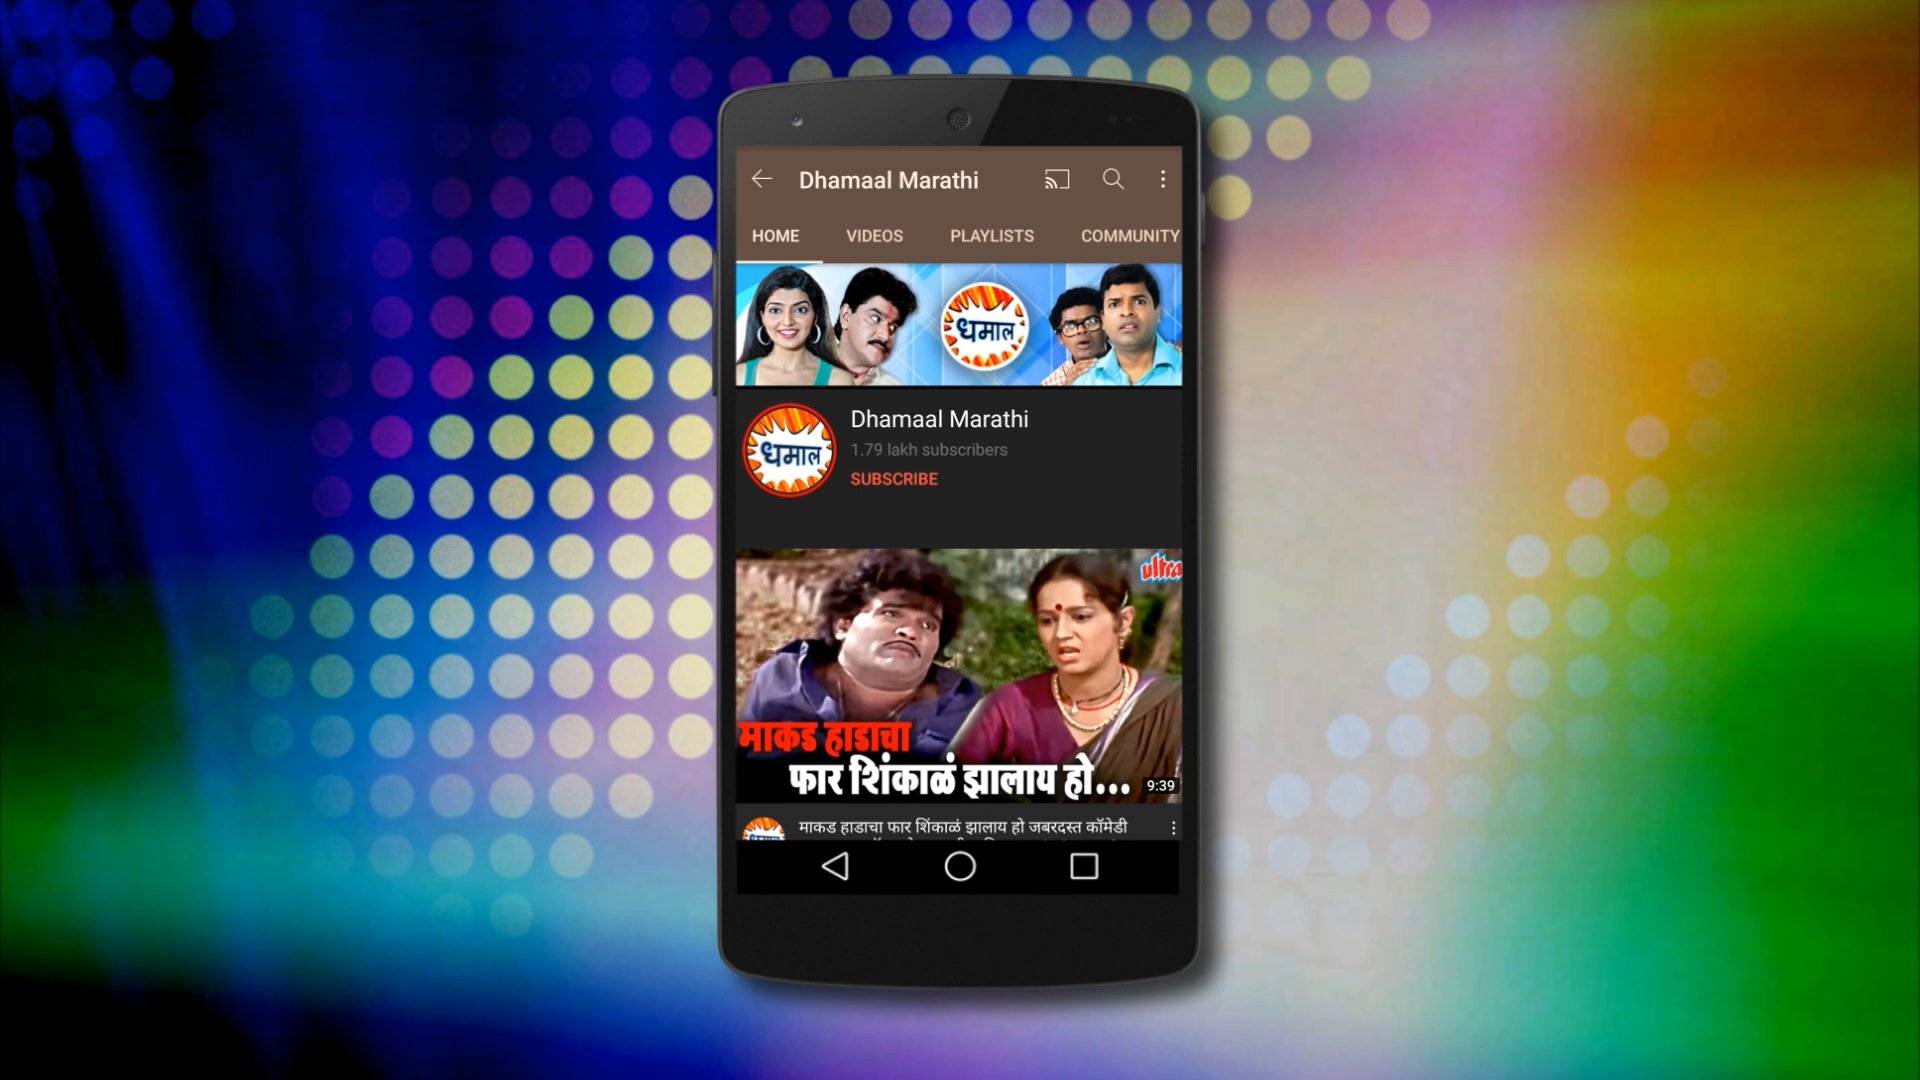 Dhamaal Marathi
HOME VIDEOS PLAYLISTS COMMUNITY
धमाल
धमाल
Dhamaal Marathi
1.79 lakh subscribers
SUBSCRIBE
ultra
माकड हाडाचा
फार शिंकाळं झालाय हो...
9:39
माकड हाडाचा फार शिंकाळं झालाय हो जबरदस्त कॉमेडी